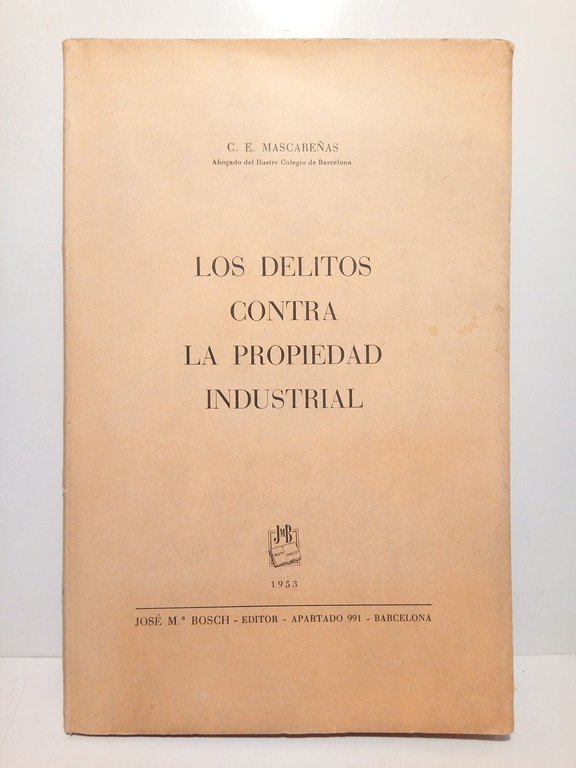 C. E. MASCAREÑAS
Abogado del Ilustre Colegio de Barcelona
LOS DELITOS
CONTRA
LA PROPIEDAD
INDUSTRIAL
JMB
1953
JOSÉ M.ª BOSCH - EDITOR - APARTADO 991 - BARCELONA